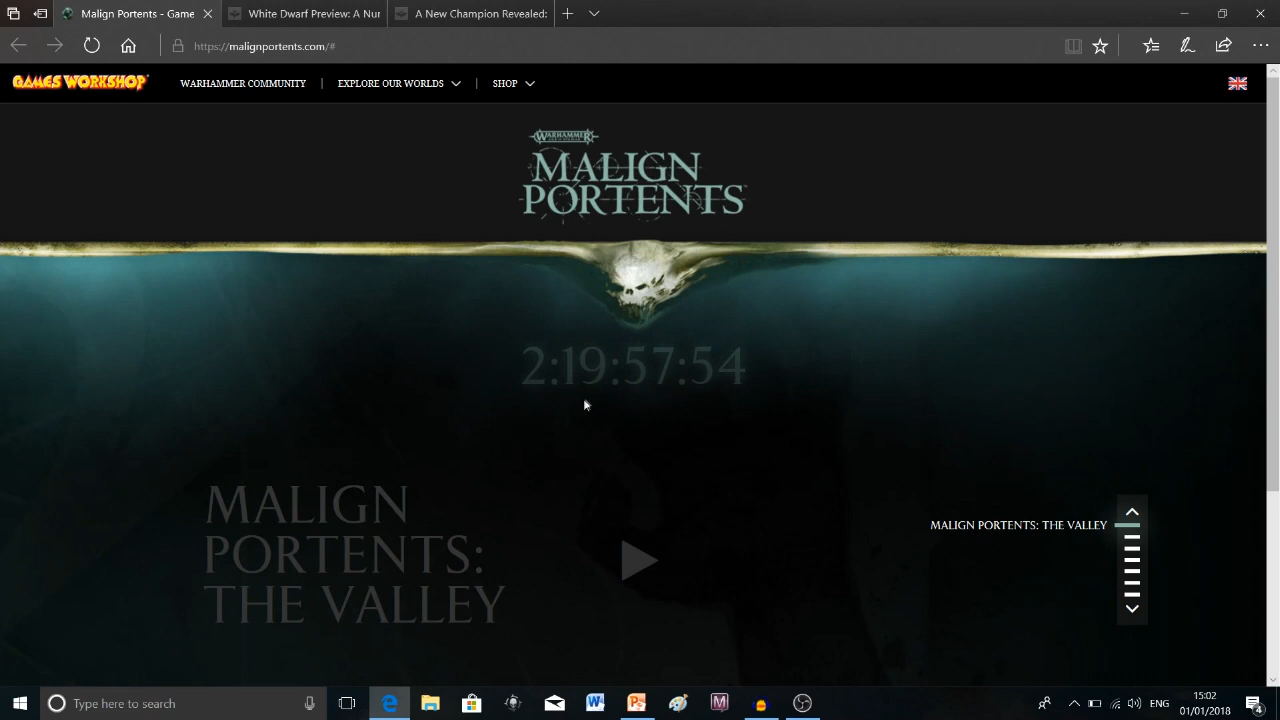 Malign Portents - Game
White Dwarf Preview: A Nur
A New Champion Revealed:
https://malignportents.com/#
GAMES WORKSHOP
WARHAMMER COMMUNITY
EXPLORE OUR WORLDS
SHOP
WARHAMMER
MALIGN
PORTENTS
2:19:57:54
MALIGN
PORTENTS:
THE VALLEY
MALIGN PORTENTS: THE VALLEY
Type here to search
ENG
15:02
01/01/2018
4